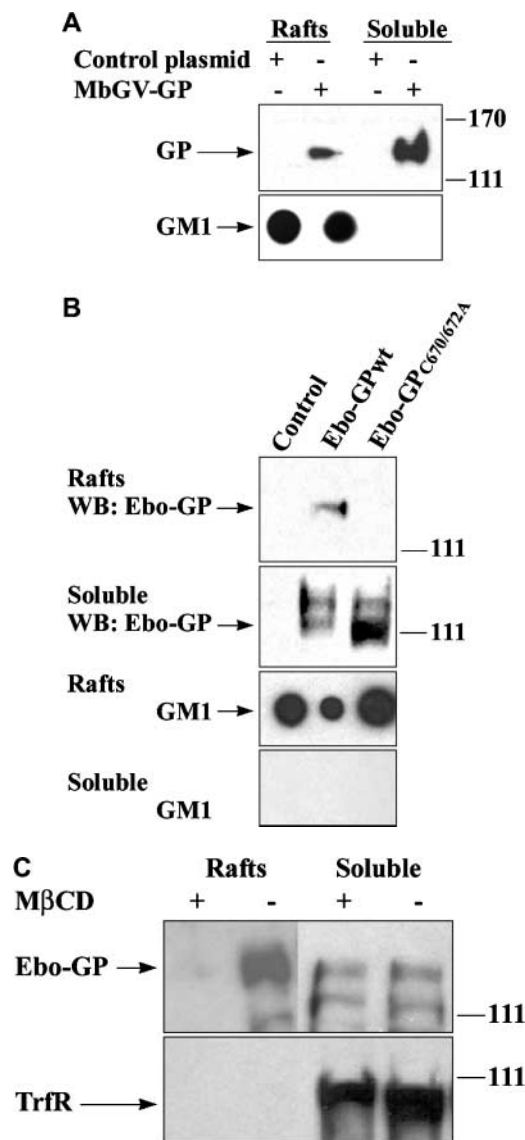 A
Rafts Soluble
Control plasmid + - + -
MbGV-GP - + - +
GP
170
111
GM1
B
Control
Ebo-GPwt
Ebo-GPC670/672A
Rafts
WB: Ebo-GP
111
Soluble
WB: Ebo-GP
111
Rafts
GM1
Soluble
GM1
C
Rafts Soluble
MβCD + - + -
Ebo-GP
111
111
TrfR